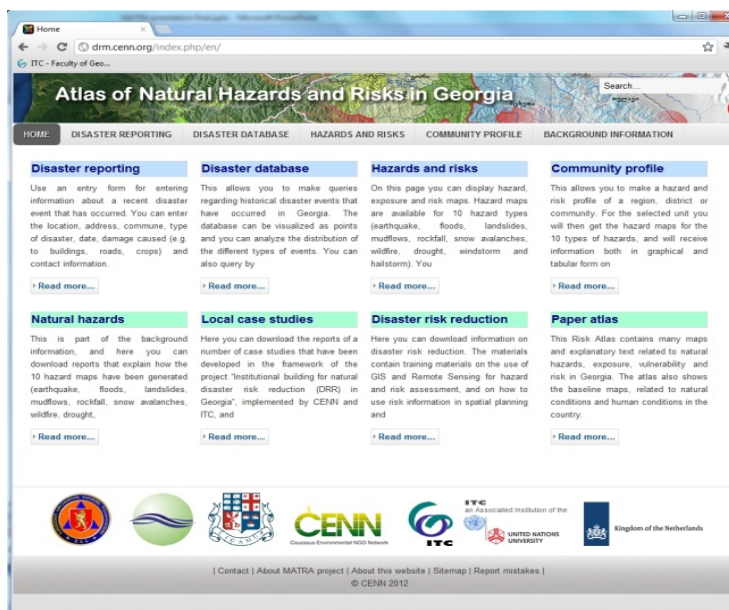 Home
drm.cenn.org/index.php/en/
ITC - Faculty of Geo...
Atlas of Natural Hazards and Risks in Georgia
Search...
HOME DISASTER REPORTING DISASTER DATABASE HAZARDS AND RISKS COMMUNITY PROFILE BACKGROUND INFORMATION
Disaster reporting
Use an entry form for entering
information about a recent disaster
event that has occurred. You can enter
the location, address, commune, type
of disaster, date, damage caused (e.g.
to buildings, roads, crops) and
contact information.
Read more...
Disaster database
This allows you to make queries
regarding historical disaster events that
have occurred in Georgia. The
database can be visualized as points
and you can analyze the distribution of
the different types of events. You can
also query by
Read more...
Hazards and risks
On this page you can display hazard,
exposure and risk maps. Hazard maps
are available for 10 hazard types
(earthquake, floods, landslides,
mudflows, rockfall, snow avalanches,
wildfire, drought, windstorm and
hailstorm). You
Read more...
Community profile
This allows you to make a hazard and
risk profile of a region, district or
community. For the selected unit you
will then get the hazard maps for the
10 types of hazards, and will receive
information both in graphical and
tabular form on
Read more...
Natural hazards
This is part of the background
information, and here you can
download reports that explain how the
10 hazard maps have been generated
(earthquake, floods, landslides,
mudflows, rockfall, snow avalanches,
wildfire, drought,
Read more...
Local case studies
Here you can download the reports of a
number of case studies that have been
developed in the framework of the
project "Institutional building for natural
disaster risk reduction (DRR) in
Georgia", implemented by CENN and
ITC, and
Read more...
Disaster risk reduction
Here you can download information on
disaster risk reduction. The materials
contain training materials on the use of
GIS and Remote Sensing for hazard
and risk assessment, and on how to
use risk information in spatial planning
and
Read more...
Paper atlas
This Risk Atlas contains many maps
and explanatory text related to natural
hazards, exposure, vulnerability and
risk in Georgia. The atlas also shows
the baseline maps, related to natural
conditions and human conditions in the
country.
Read more...
CENN
Caucasus Environmental NGO Network
ITC
ITC
an Associated Institution of the
UNITED NATIONS
UNIVERSITY
Kingdom of the Netherlands
| Contact | About MATRA project | About this website | Sitemap | Report mistakes |
© CENN 2012